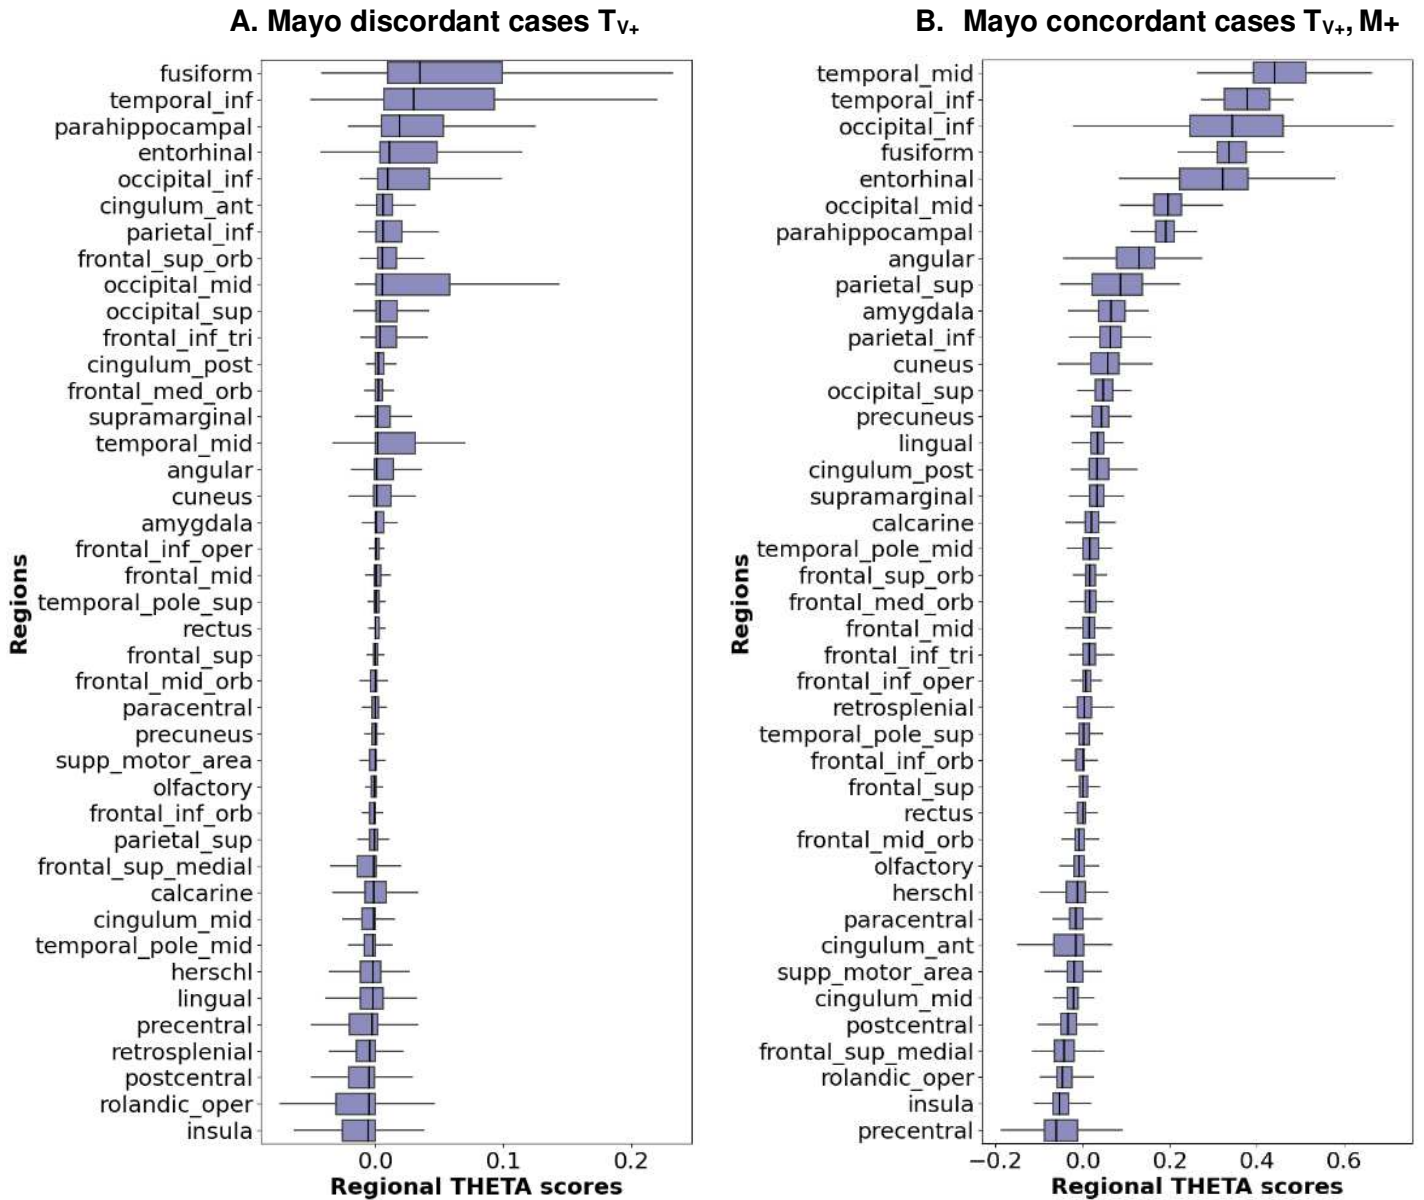 A. Mayo discordant cases TV+
fusiform
temporal_inf
parahippocampal
entorhinal
occipital_inf
cingulum_ant
parietal_inf
frontal_sup_orb
occipital_mid
occipital_sup
frontal_inf_tri
cingulum_post
frontal_med_orb
supramarginal
temporal_mid
angular
cuneus
amygdala
frontal_inf_oper
frontal_mid
temporal_pole_sup
rectus
frontal_sup
frontal_mid_orb
paracentral
precuneus
supp_motor_area
olfactory
frontal_inf_orb
parietal_sup
frontal_sup_medial
calcarine
cingulum_mid
temporal_pole_mid
herschl
lingual
precentral
retrosplenial
postcentral
rolandic_oper
insula
Regions
0.0 0.1 0.2
Regional THETA scores
B. Mayo concordant cases TV+, M+
temporal_mid
temporal_inf
occipital_inf
fusiform
entorhinal
occipital_mid
parahippocampal
angular
parietal_sup
amygdala
parietal_inf
cuneus
occipital_sup
precuneus
lingual
cingulum_post
supramarginal
calcarine
temporal_pole_mid
frontal_sup_orb
frontal_med_orb
frontal_mid
frontal_inf_tri
frontal_inf_oper
retrosplenial
temporal_pole_sup
frontal_inf_orb
frontal_sup
rectus
frontal_mid_orb
olfactory
herschl
paracentral
cingulum_ant
supp_motor_area
cingulum_mid
postcentral
frontal_sup_medial
rolandic_oper
insula
precentral
Regions
−0.2 0.0 0.2 0.4 0.6
Regional THETA scores